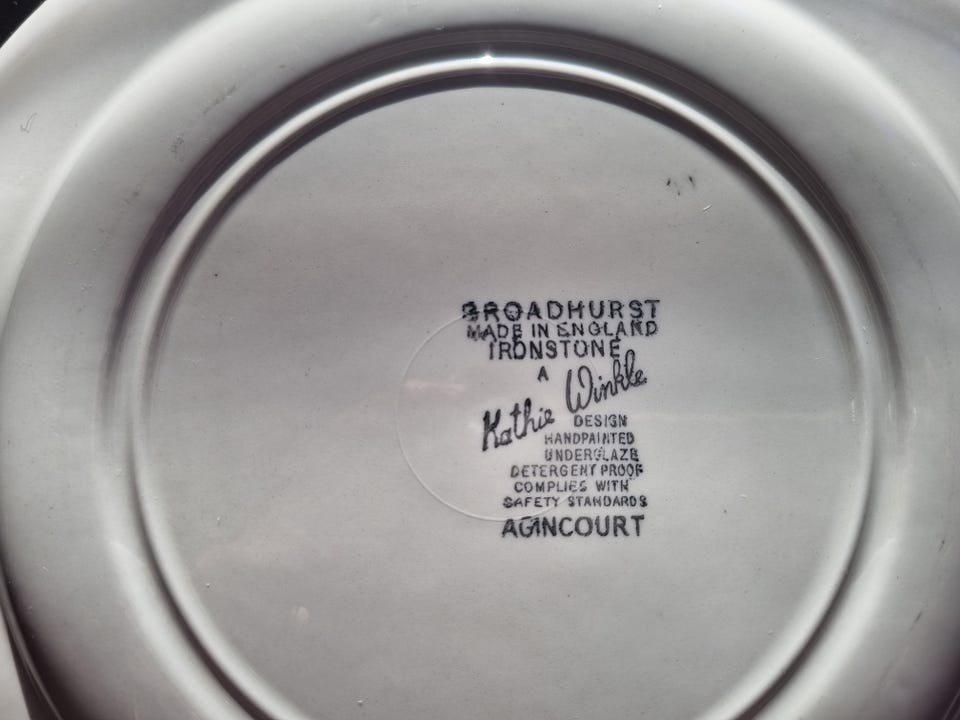 BROADHURST
MADE IN ENGLAND
IRONSTONE
A
Kathie Winkle
DESIGN
HANDPAINTED
UNDERGLAZE
DETERGENT PROOF
COMPLIES WITH
SAFETY STANDARDS
AGINCOURT